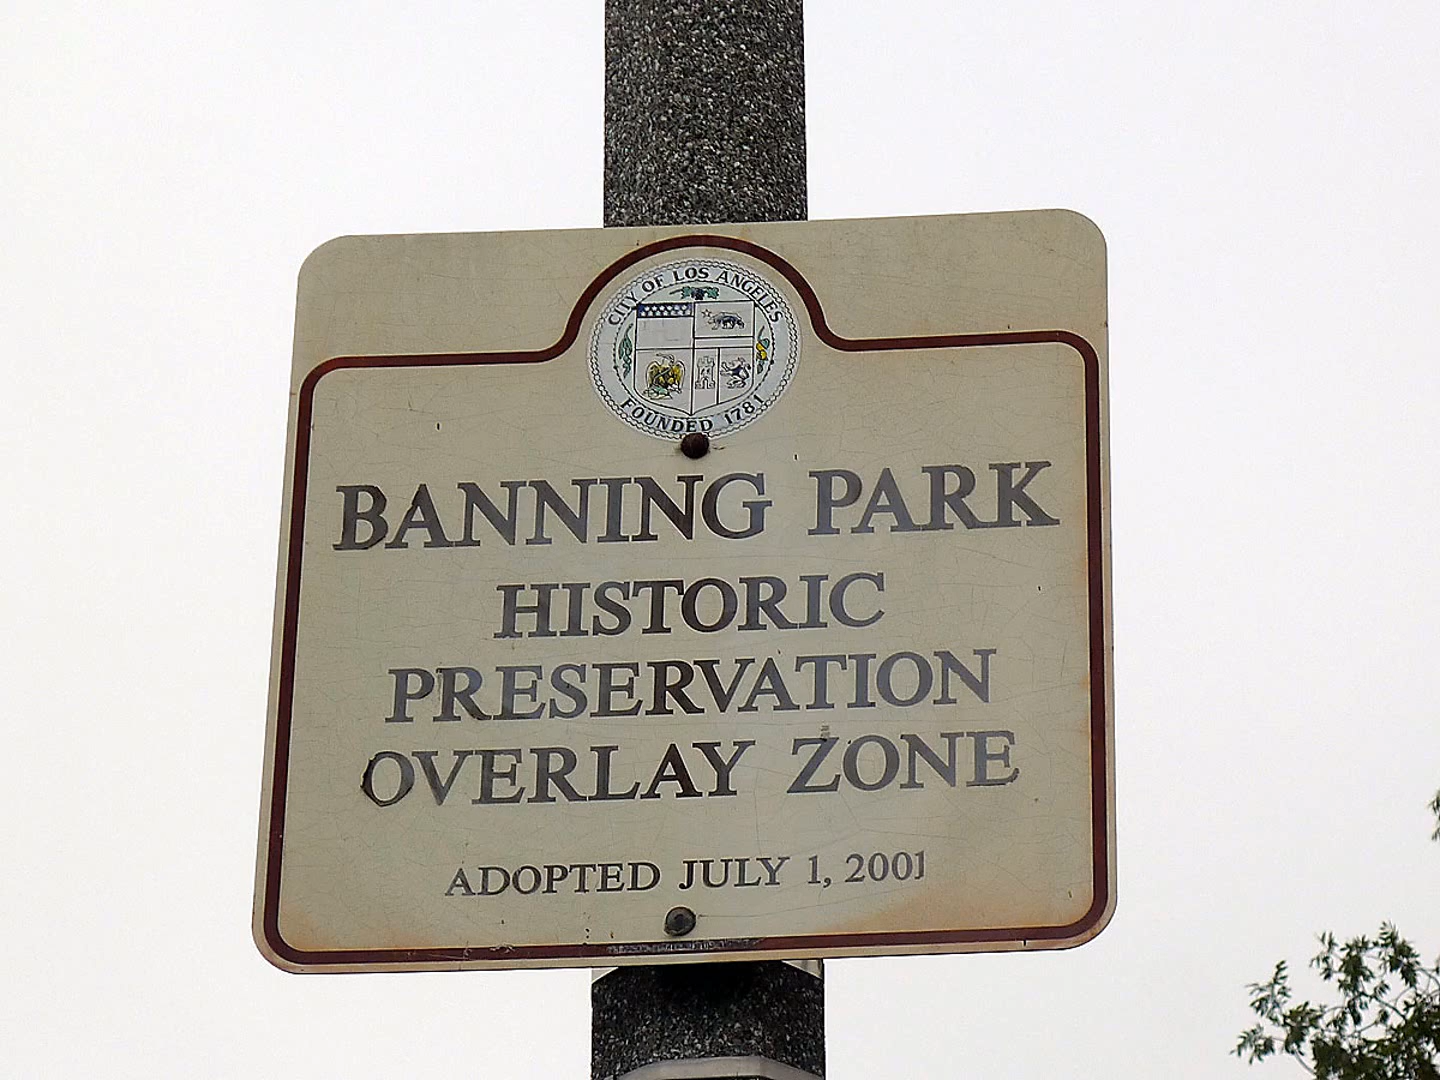 CITY OF LOS ANGELES
FOUNDED 1781
BANNING PARK
HISTORIC
PRESERVATION
OVERLAY ZONE
ADOPTED JULY 1, 2001